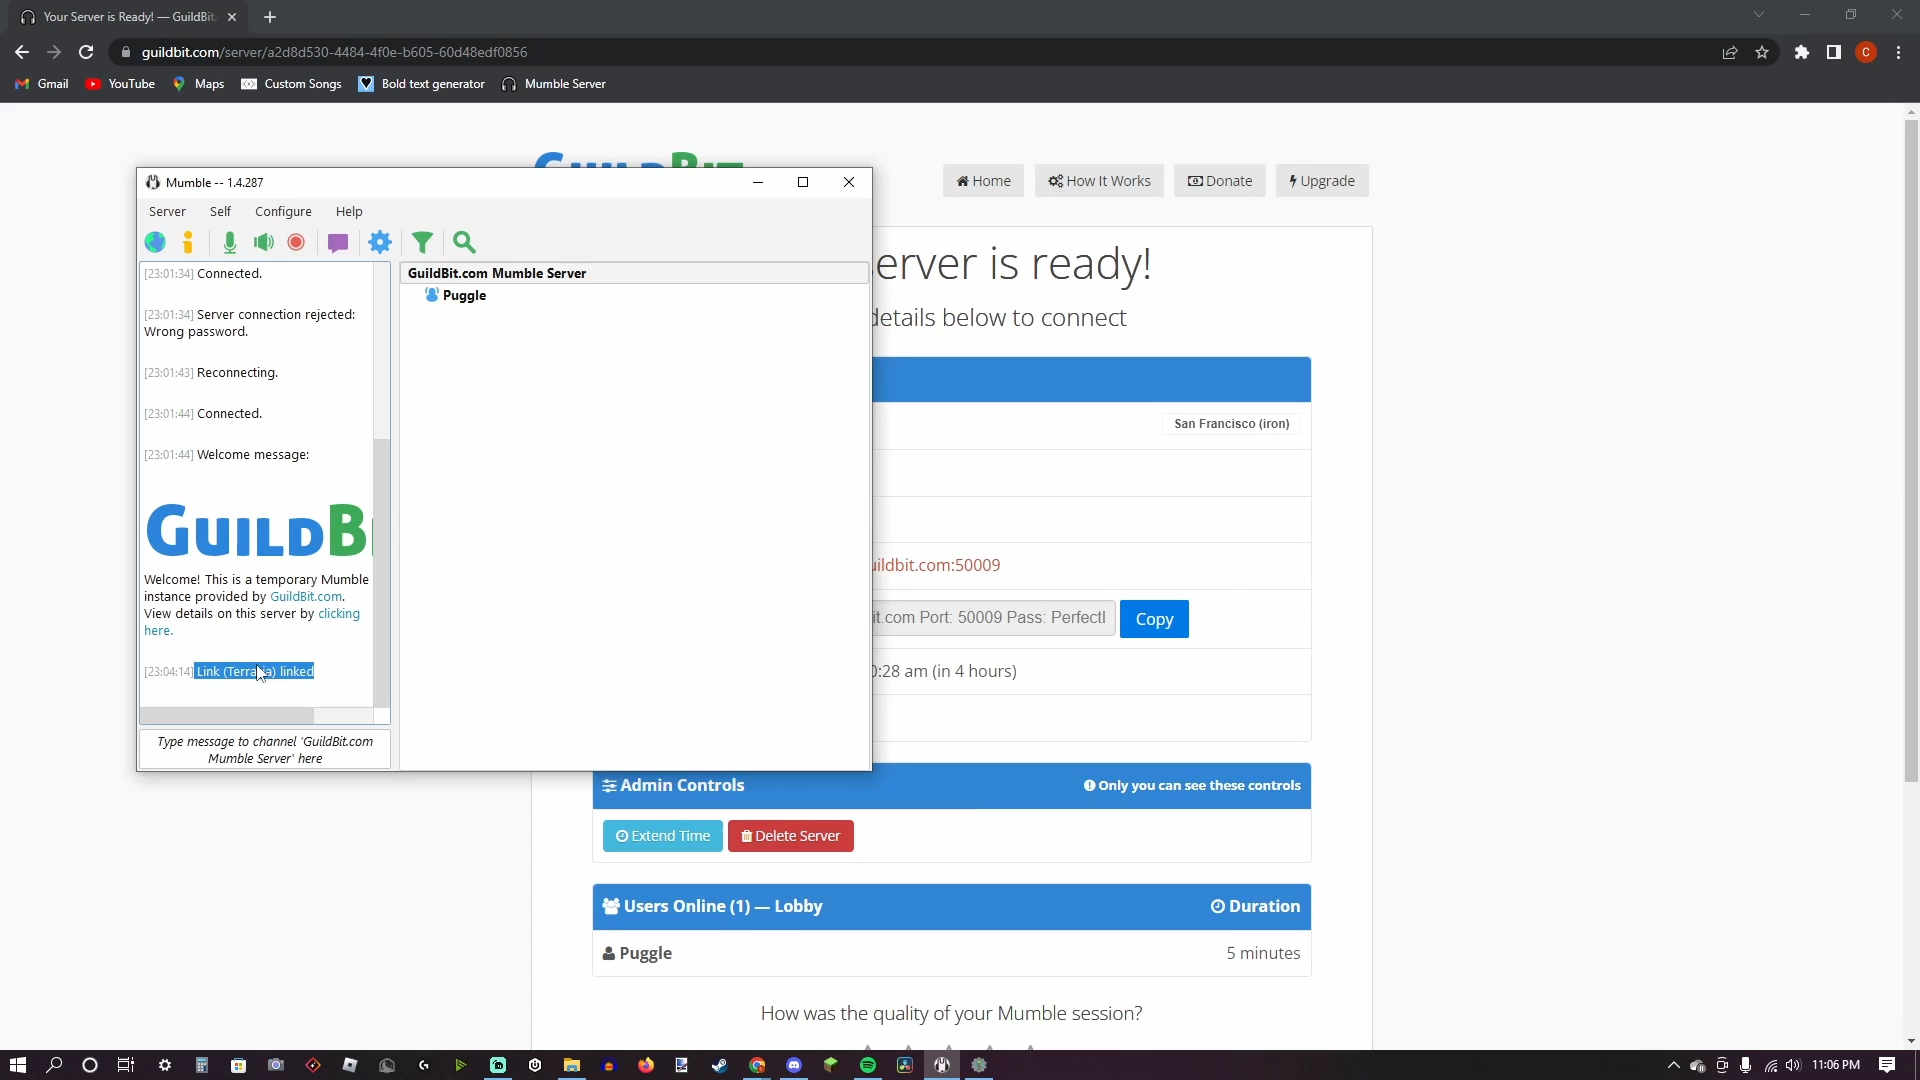 Your Server is Ready! — GuildBit
guildbit.com/server/a2d8d530-4484-4f0e-b605-60d48edf0856
Gmail
YouTube
Maps
Custom Songs
Bold text generator
Mumble Server
Home
How It Works
Donate
Upgrade
erver is ready!
details below to connect
San Francisco (iron)
uildbit.com:50009
it.com Port: 50009 Pass: Perfectl
Copy
0:28 am (in 4 hours)
Mumble -- 1.4.287
Server
Self
Configure
Help
[23:01:34] Connected.
[23:01:34] Server connection rejected:
Wrong password.
[23:01:43] Reconnecting.
[23:01:44] Connected.
[23:01:44] Welcome message:
GUILDB
Welcome! This is a temporary Mumble
instance provided by GuildBit.com.
View details on this server by clicking
here.
[23:04:14] Link (Terraria) linked
Type message to channel 'GuildBit.com
Mumble Server' here
GuildBit.com Mumble Server
Puggle
Admin Controls
Only you can see these controls
Extend Time
Delete Server
Users Online (1) — Lobby
Duration
Puggle
5 minutes
How was the quality of your Mumble session?
11:06 PM